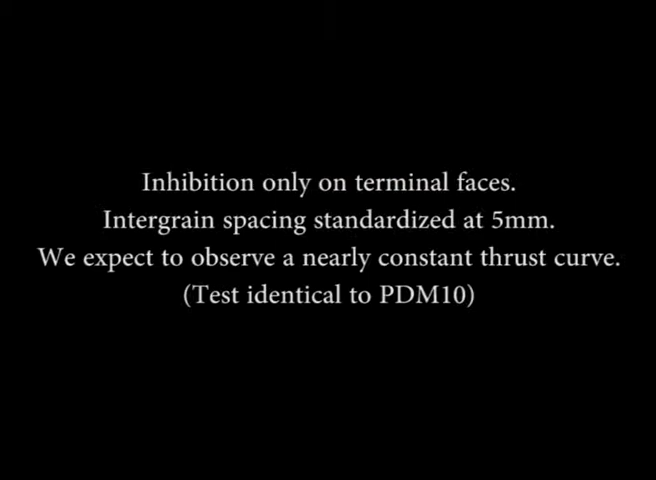 Inhibition only on terminal faces.
Intergrain spacing standardized at 5mm.
We expect to observe a nearly constant thrust curve.
(Test identical to PDM10)